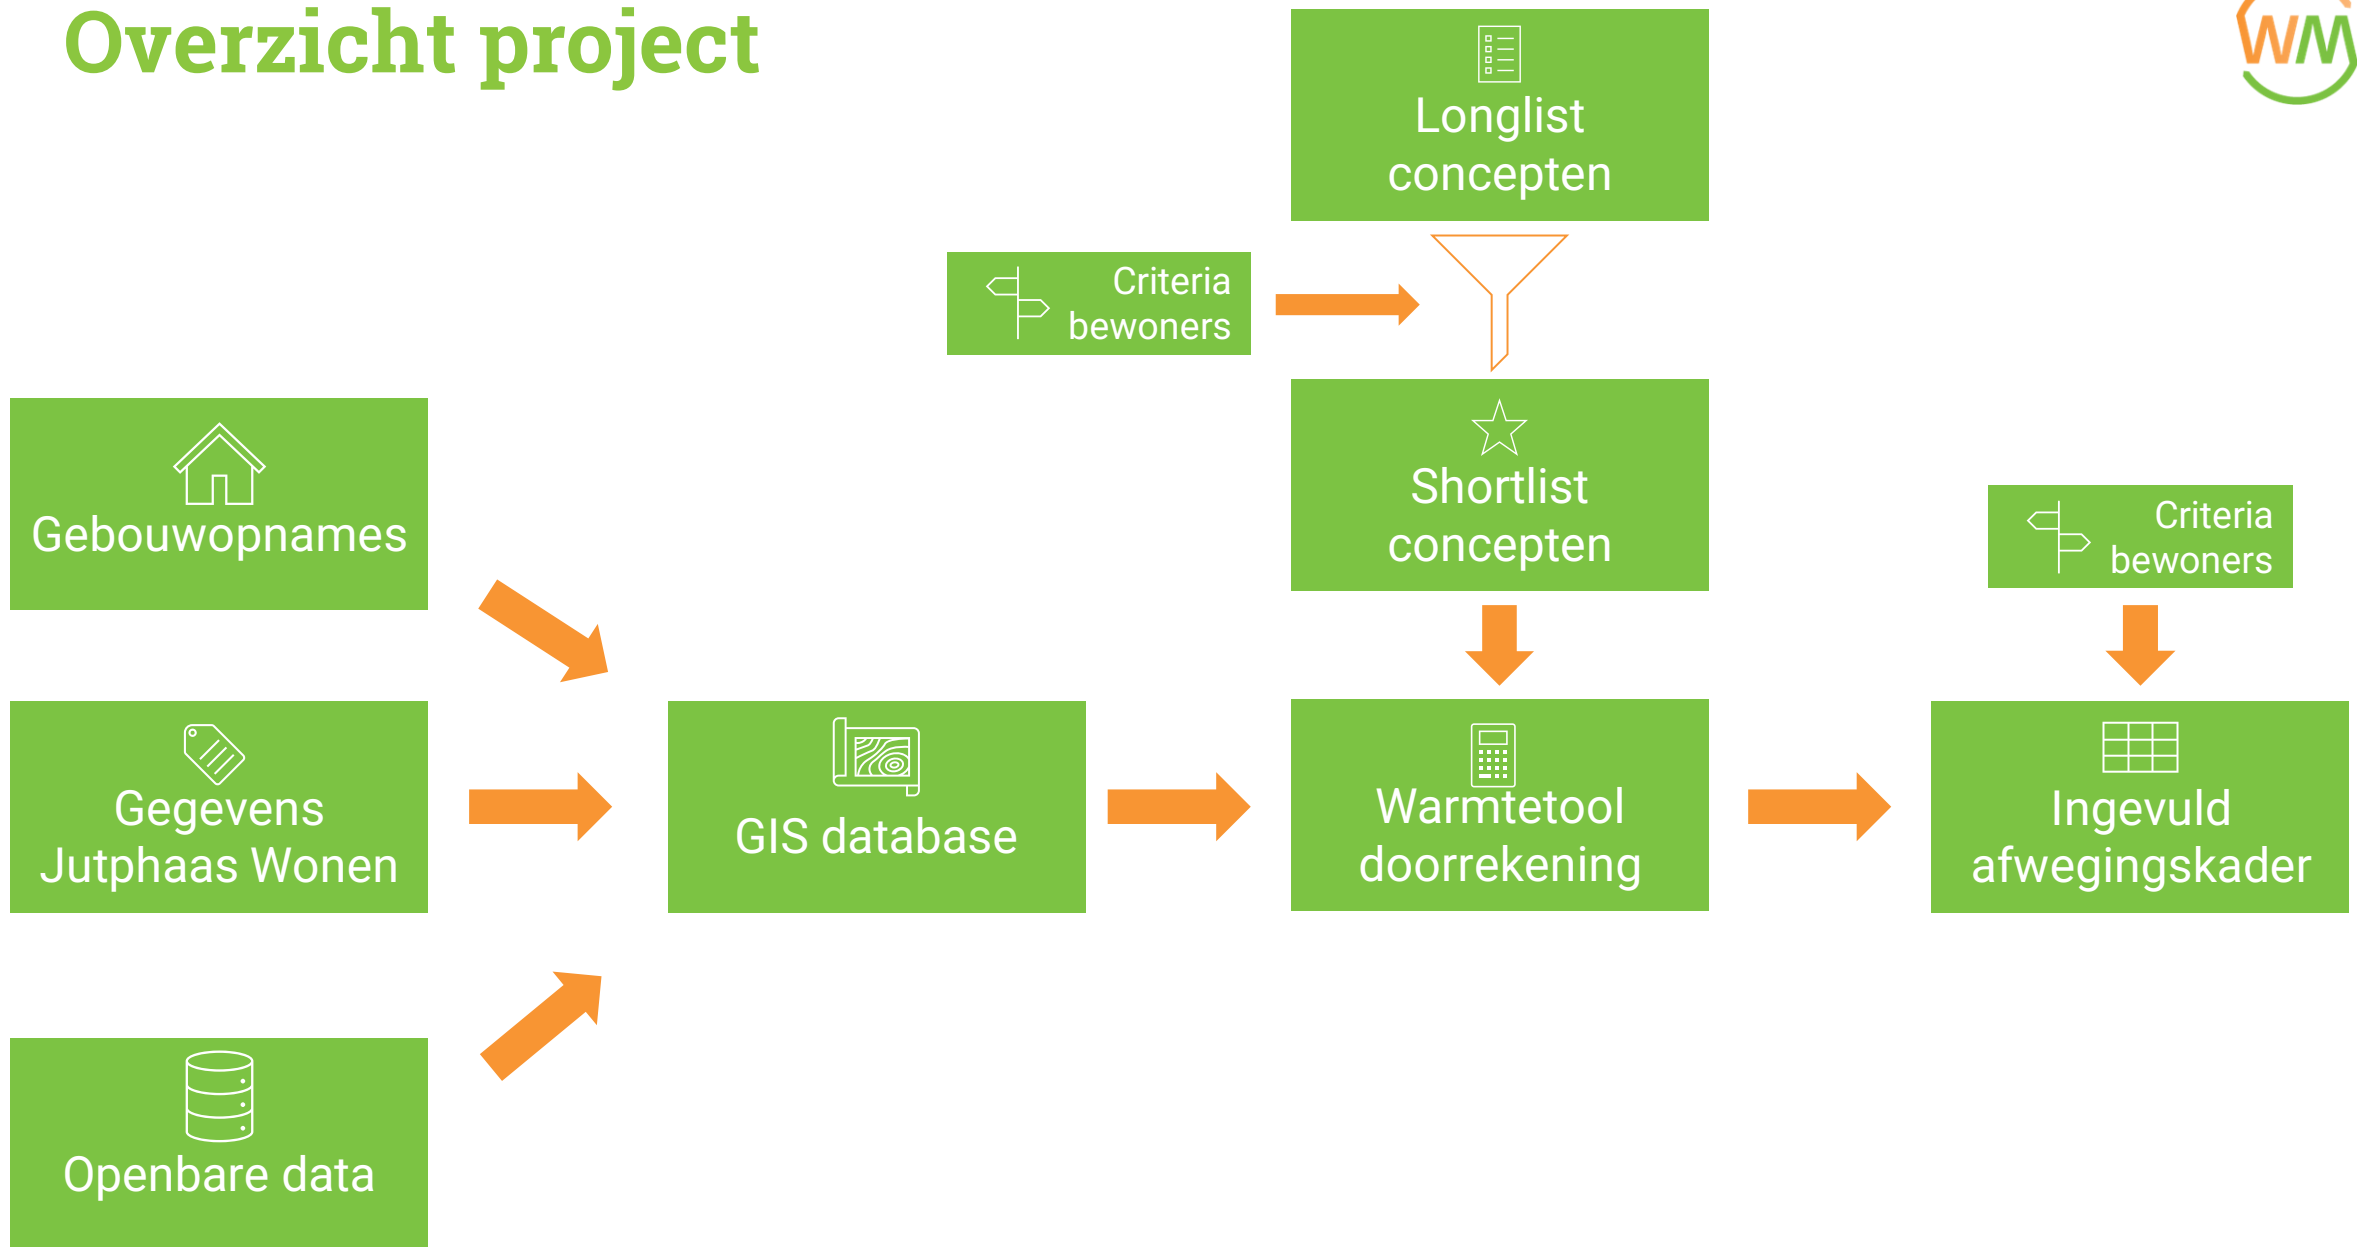 Overzicht project
WM
Longlist
concepten
Criteria
bewoners
Shortlist
concepten
Gebouwopnames
Criteria
bewoners
Gegevens
Jutphaas Wonen
GIS database
Warmtetool
doorrekening
Ingevuld
afwegingskader
Openbare data